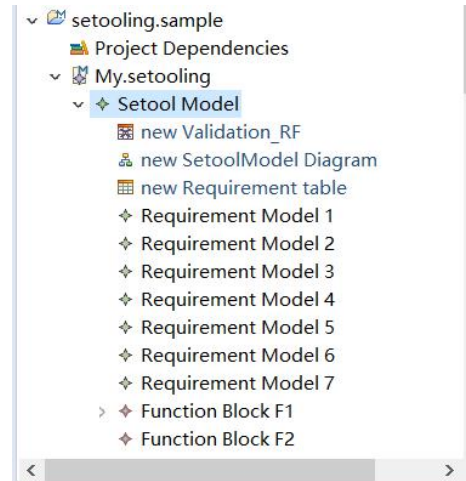 setooling.sample
Project Dependencies
My.setooling
Setool Model
new Validation_RF
new SetoolModel Diagram
new Requirement table
Requirement Model 1
Requirement Model 2
Requirement Model 3
Requirement Model 4
Requirement Model 5
Requirement Model 6
Requirement Model 7
Function Block F1
Function Block F2